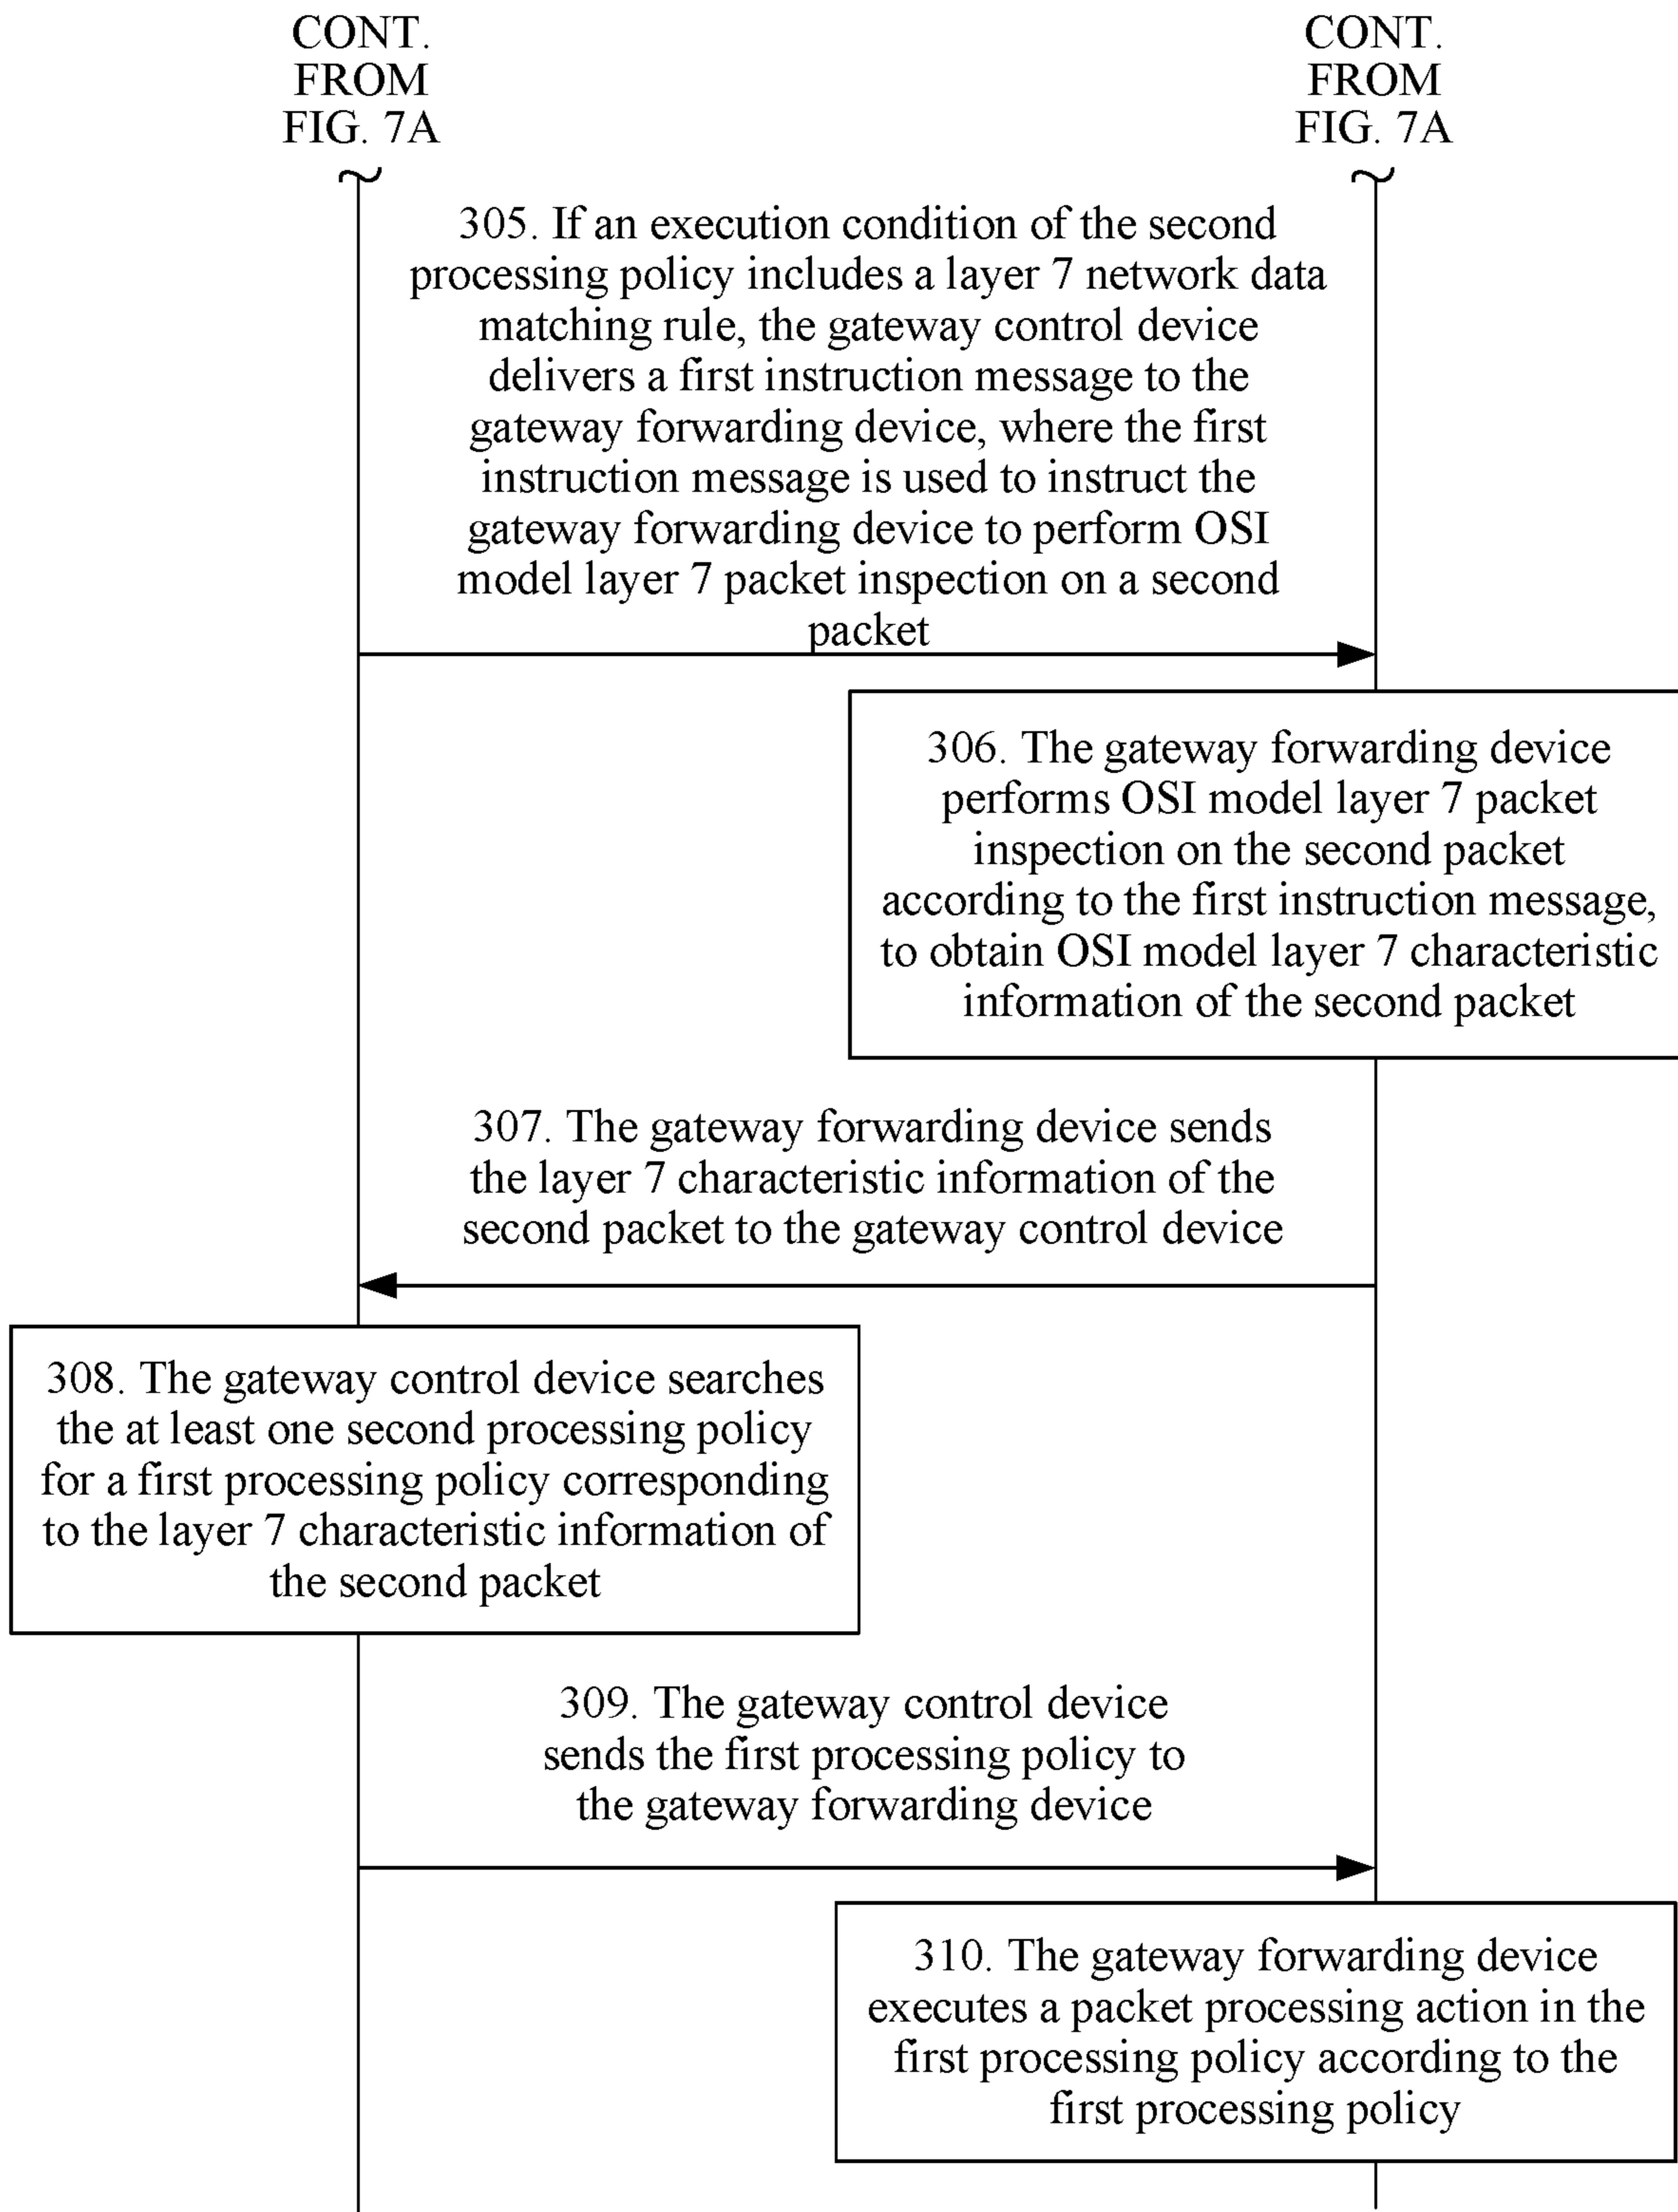 CONT.
FROM
FIG. 7A
CONT.
FROM
FIG. 7A
305. If an execution condition of the second
processing policy includes a layer 7 network data
matching rule, the gateway control device
delivers a first instruction message to the
gateway forwarding device, where the first
instruction message is used to instruct the
gateway forwarding device to perform OSI
model layer 7 packet inspection on a second
packet
306. The gateway forwarding device
performs OSI model layer 7 packet
inspection on the second packet
according to the first instruction message,
to obtain OSI model layer 7 characteristic
information of the second packet
307. The gateway forwarding device sends
the layer 7 characteristic information of the
second packet to the gateway control device
308. The gateway control device searches
the at least one second processing policy
for a first processing policy corresponding
to the layer 7 characteristic information of
the second packet
309. The gateway control device
sends the first processing policy to
the gateway forwarding device
310. The gateway forwarding device
executes a packet processing action in the
first processing policy according to the
first processing policy